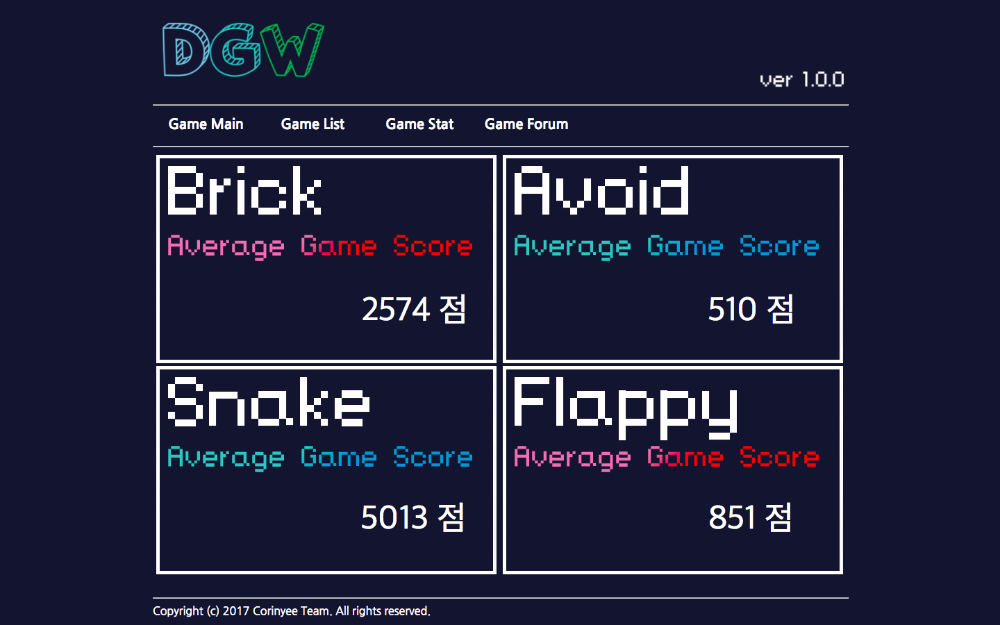 DGW
ver 1.0.0
Game Main Game List Game Stat Game Forum
Brick
Average Game Score
2574 점
Avoid
Average Game Score
510 점
Snake
Average Game Score
5013 점
Flappy
Average Game Score
851 점
Copyright (c) 2017 Corinyee Team. All rights reserved.